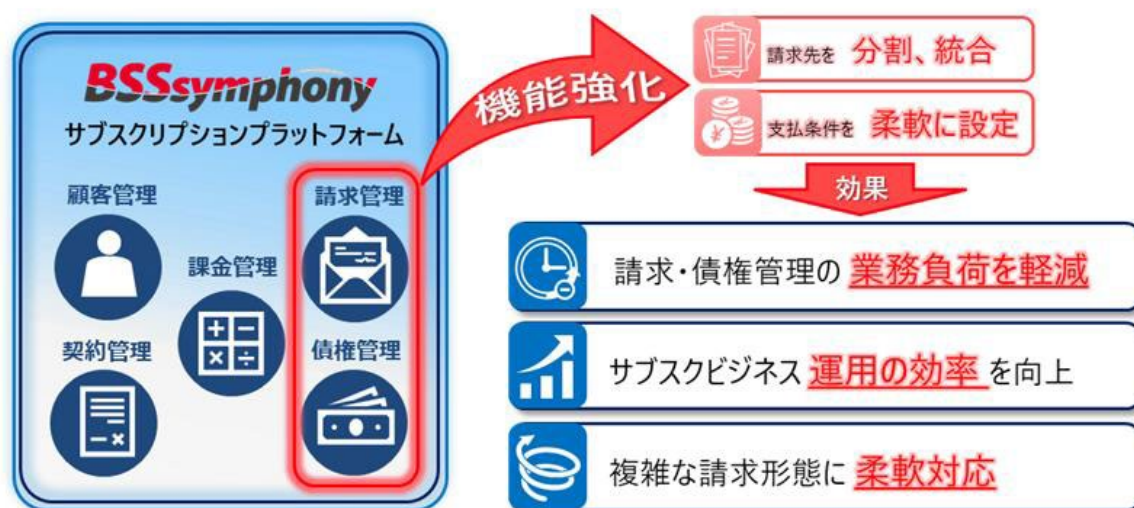 BSSsymphony
サブスクリプションプラットフォーム
顧客管理
請求管理
課金管理
契約管理
債権管理
機能強化
請求先を 分割、統合
支払条件を 柔軟に設定
効果
請求・債権管理の 業務負荷を軽減
サブスクビジネス 運用の効率 を向上
複雑な請求形態に 柔軟対応